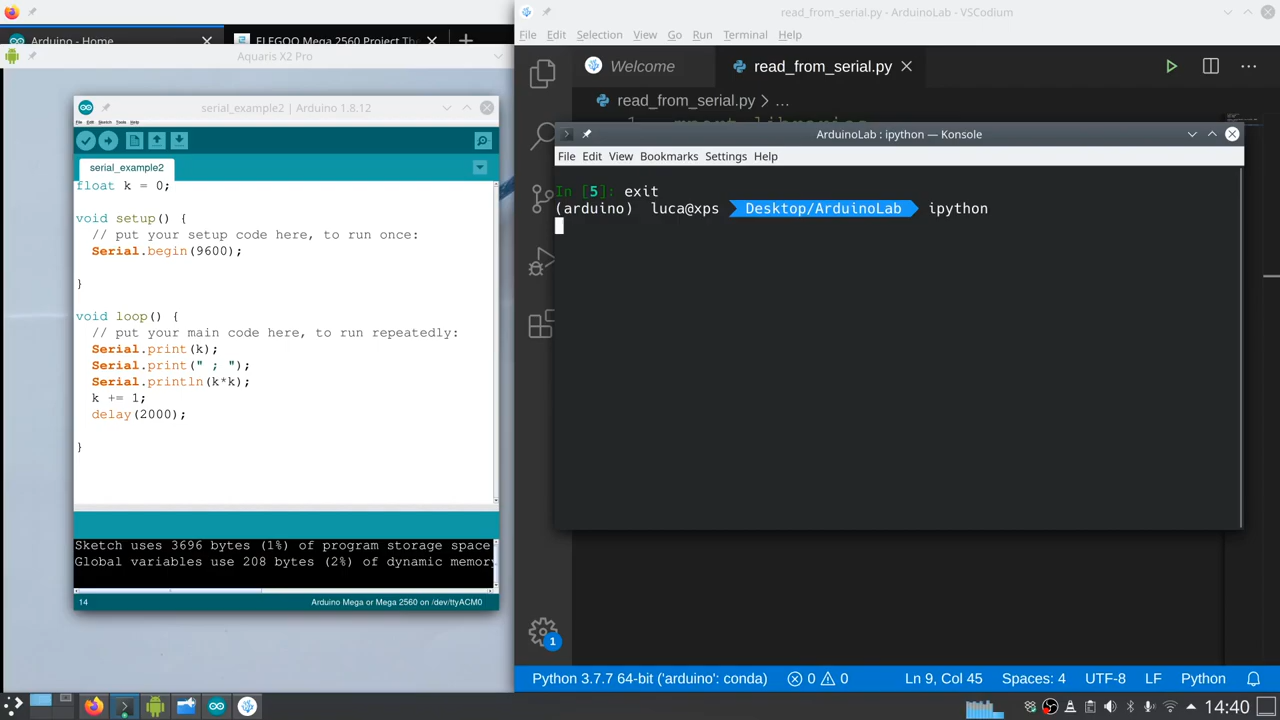 Arduino - Home
ELEGOO Mega 2560 Project The
Aquaris X2 Pro
serial_example2 | Arduino 1.8.12
File Edit Sketch Tools Help
serial_example2
float k = 0;
void setup() {
// put your setup code here, to run once:
Serial.begin(9600);
}
void loop() {
// put your main code here, to run repeatedly:
Serial.print(k);
Serial.print(" ; ");
Serial.println(k*k);
k += 1;
delay(2000);
}
Sketch uses 3696 bytes (1%) of program storage space
Global variables use 208 bytes (2%) of dynamic memory
14
Arduino Mega or Mega 2560 on /dev/ttyACM0
read_from_serial.py - ArduinoLab - VSCodium
File Edit Selection View Go Run Terminal Help
Welcome
read_from_serial.py
read_from_serial.py > ...
ArduinoLab : ipython — Konsole
File Edit View Bookmarks Settings Help
In [5]: exit
(arduino) luca@xps Desktop/ArduinoLab ipython
1
Python 3.7.7 64-bit ('arduino': conda)
0
0
Ln 9, Col 45
Spaces: 4
UTF-8
LF
Python
14:40